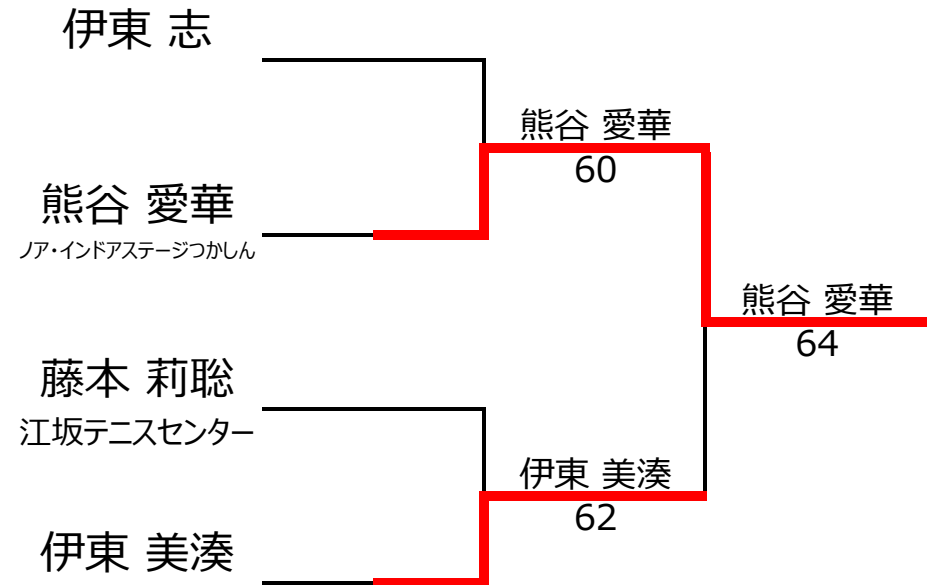 伊東 志
熊谷 愛華
60
熊谷 愛華
ノア・インドアステージつかしん
熊谷 愛華
64
藤本 莉聡
江坂テニスセンター
伊東 美湊
62
伊東 美湊